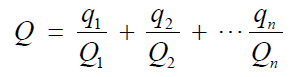 Q = q₁/Q₁ + q₂/Q₂ + ⋯ qₙ/Qₙ